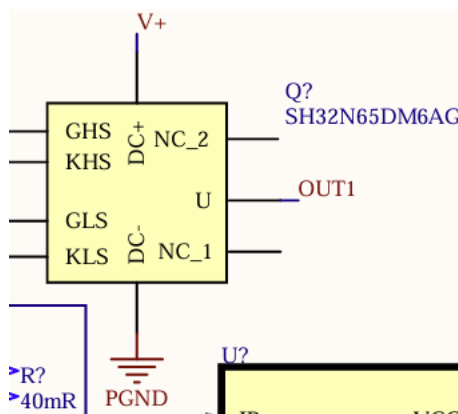 V+
Q?
SH32N65DM6AG
GHS
DC+
NC_2
KHS
U
OUT1
GLS
DC-
NC_1
KLS
U?
R?
PGND
40mR